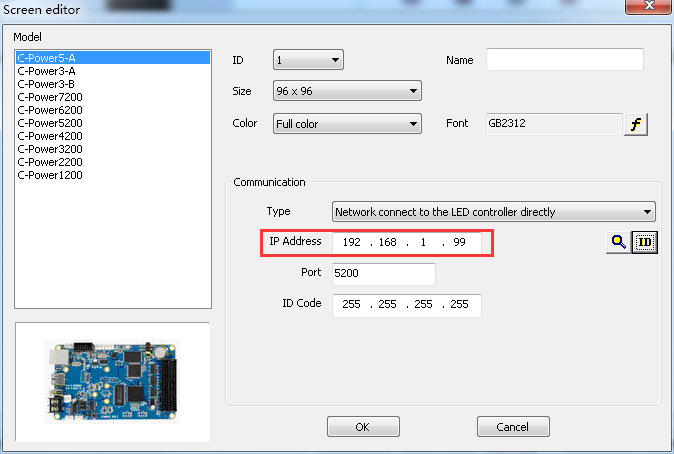 Screen editor
Model
C-Power5-A
C-Power3-A
C-Power3-B
C-Power7200
C-Power6200
C-Power5200
C-Power4200
C-Power3200
C-Power2200
C-Power1200
ID 1 Name
Size 96 x 96
Color Full color Font GB2312 f
Communication
Type Network connect to the LED controller directly
IP Address 192 . 168 . 1 . 99 ID
Port 5200
ID Code 255 . 255 . 255 . 255
OK Cancel